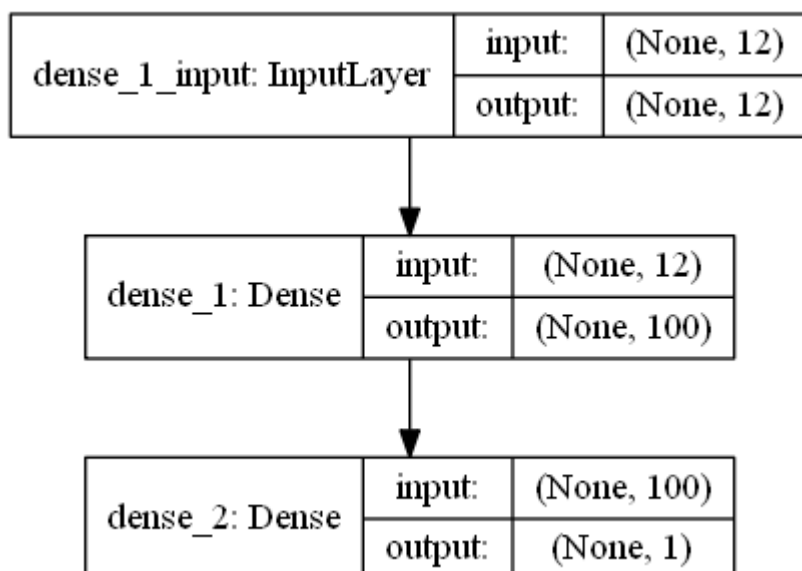 dense_1_input: InputLayer
input: (None, 12)
output: (None, 12)
dense_1: Dense
input: (None, 12)
output: (None, 100)
dense_2: Dense
input: (None, 100)
output: (None, 1)